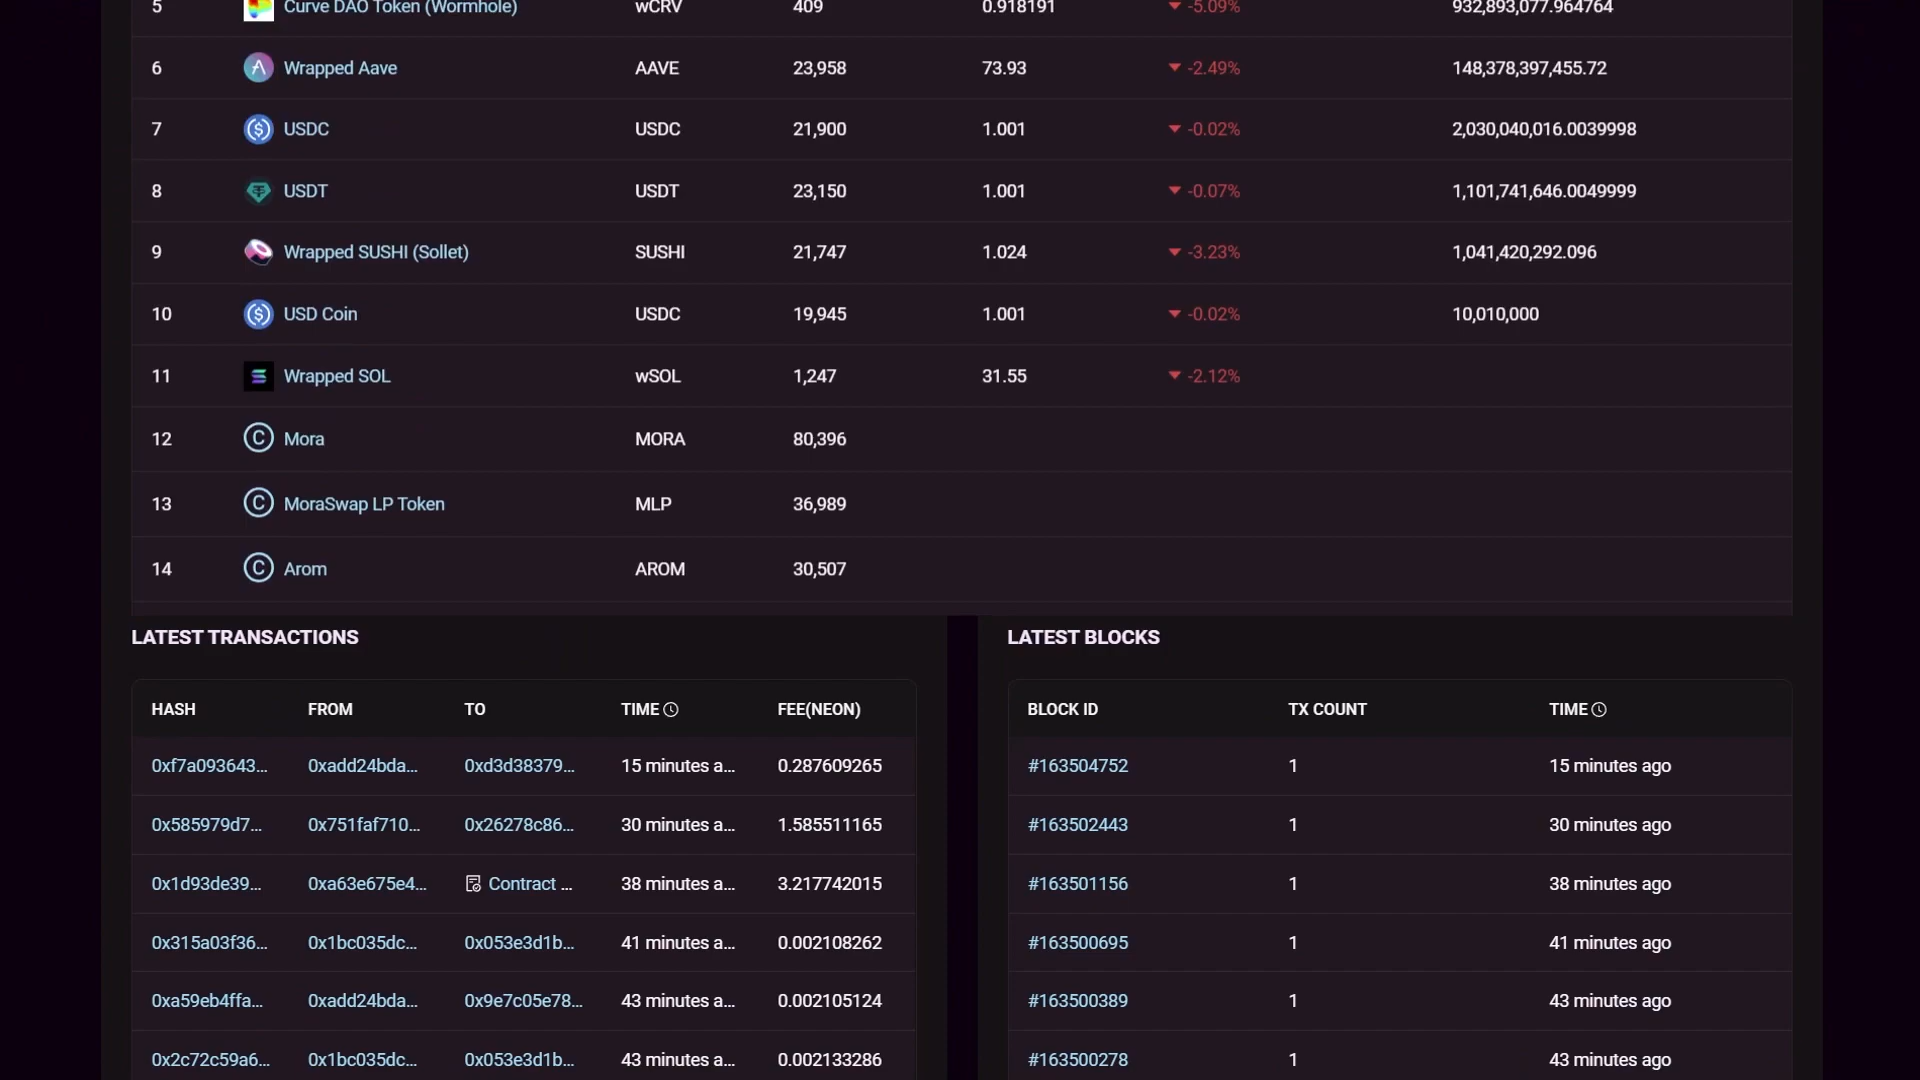 5 Curve DAO Token (Wormhole) wCRV 409 0.918191 -5.09% 932,893,077.964764
6 Wrapped Aave AAVE 23,958 73.93 -2.49% 148,378,397,455.72
7 USDC USDC 21,900 1.001 -0.02% 2,030,040,016.0039998
8 USDT USDT 23,150 1.001 -0.07% 1,101,741,646.0049999
9 Wrapped SUSHI (Sollet) SUSHI 21,747 1.024 -3.23% 1,041,420,292.096
10 USD Coin USDC 19,945 1.001 -0.02% 10,010,000
11 Wrapped SOL wSOL 1,247 31.55 -2.12%
12 Mora MORA 80,396
13 MoraSwap LP Token MLP 36,989
14 Arom AROM 30,507
LATEST TRANSACTIONS
HASH FROM TO TIME FEE(NEON)
0xf7a093643... 0xadd24bda... 0xd3d38379... 15 minutes a... 0.287609265
0x585979d7... 0x751faf710... 0x26278c86... 30 minutes a... 1.585511165
0x1d93de39... 0xa63e675e4... Contract ... 38 minutes a... 3.217742015
0x315a03f36... 0x1bc035dc... 0x053e3d1b... 41 minutes a... 0.002108262
0xa59eb4ffa... 0xadd24bda... 0x9e7c05e78... 43 minutes a... 0.002105124
0x2c72c59a6... 0x1bc035dc... 0x053e3d1b... 43 minutes a... 0.002133286
LATEST BLOCKS
BLOCK ID TX COUNT TIME
#163504752 1 15 minutes ago
#163502443 1 30 minutes ago
#163501156 1 38 minutes ago
#163500695 1 41 minutes ago
#163500389 1 43 minutes ago
#163500278 1 43 minutes ago